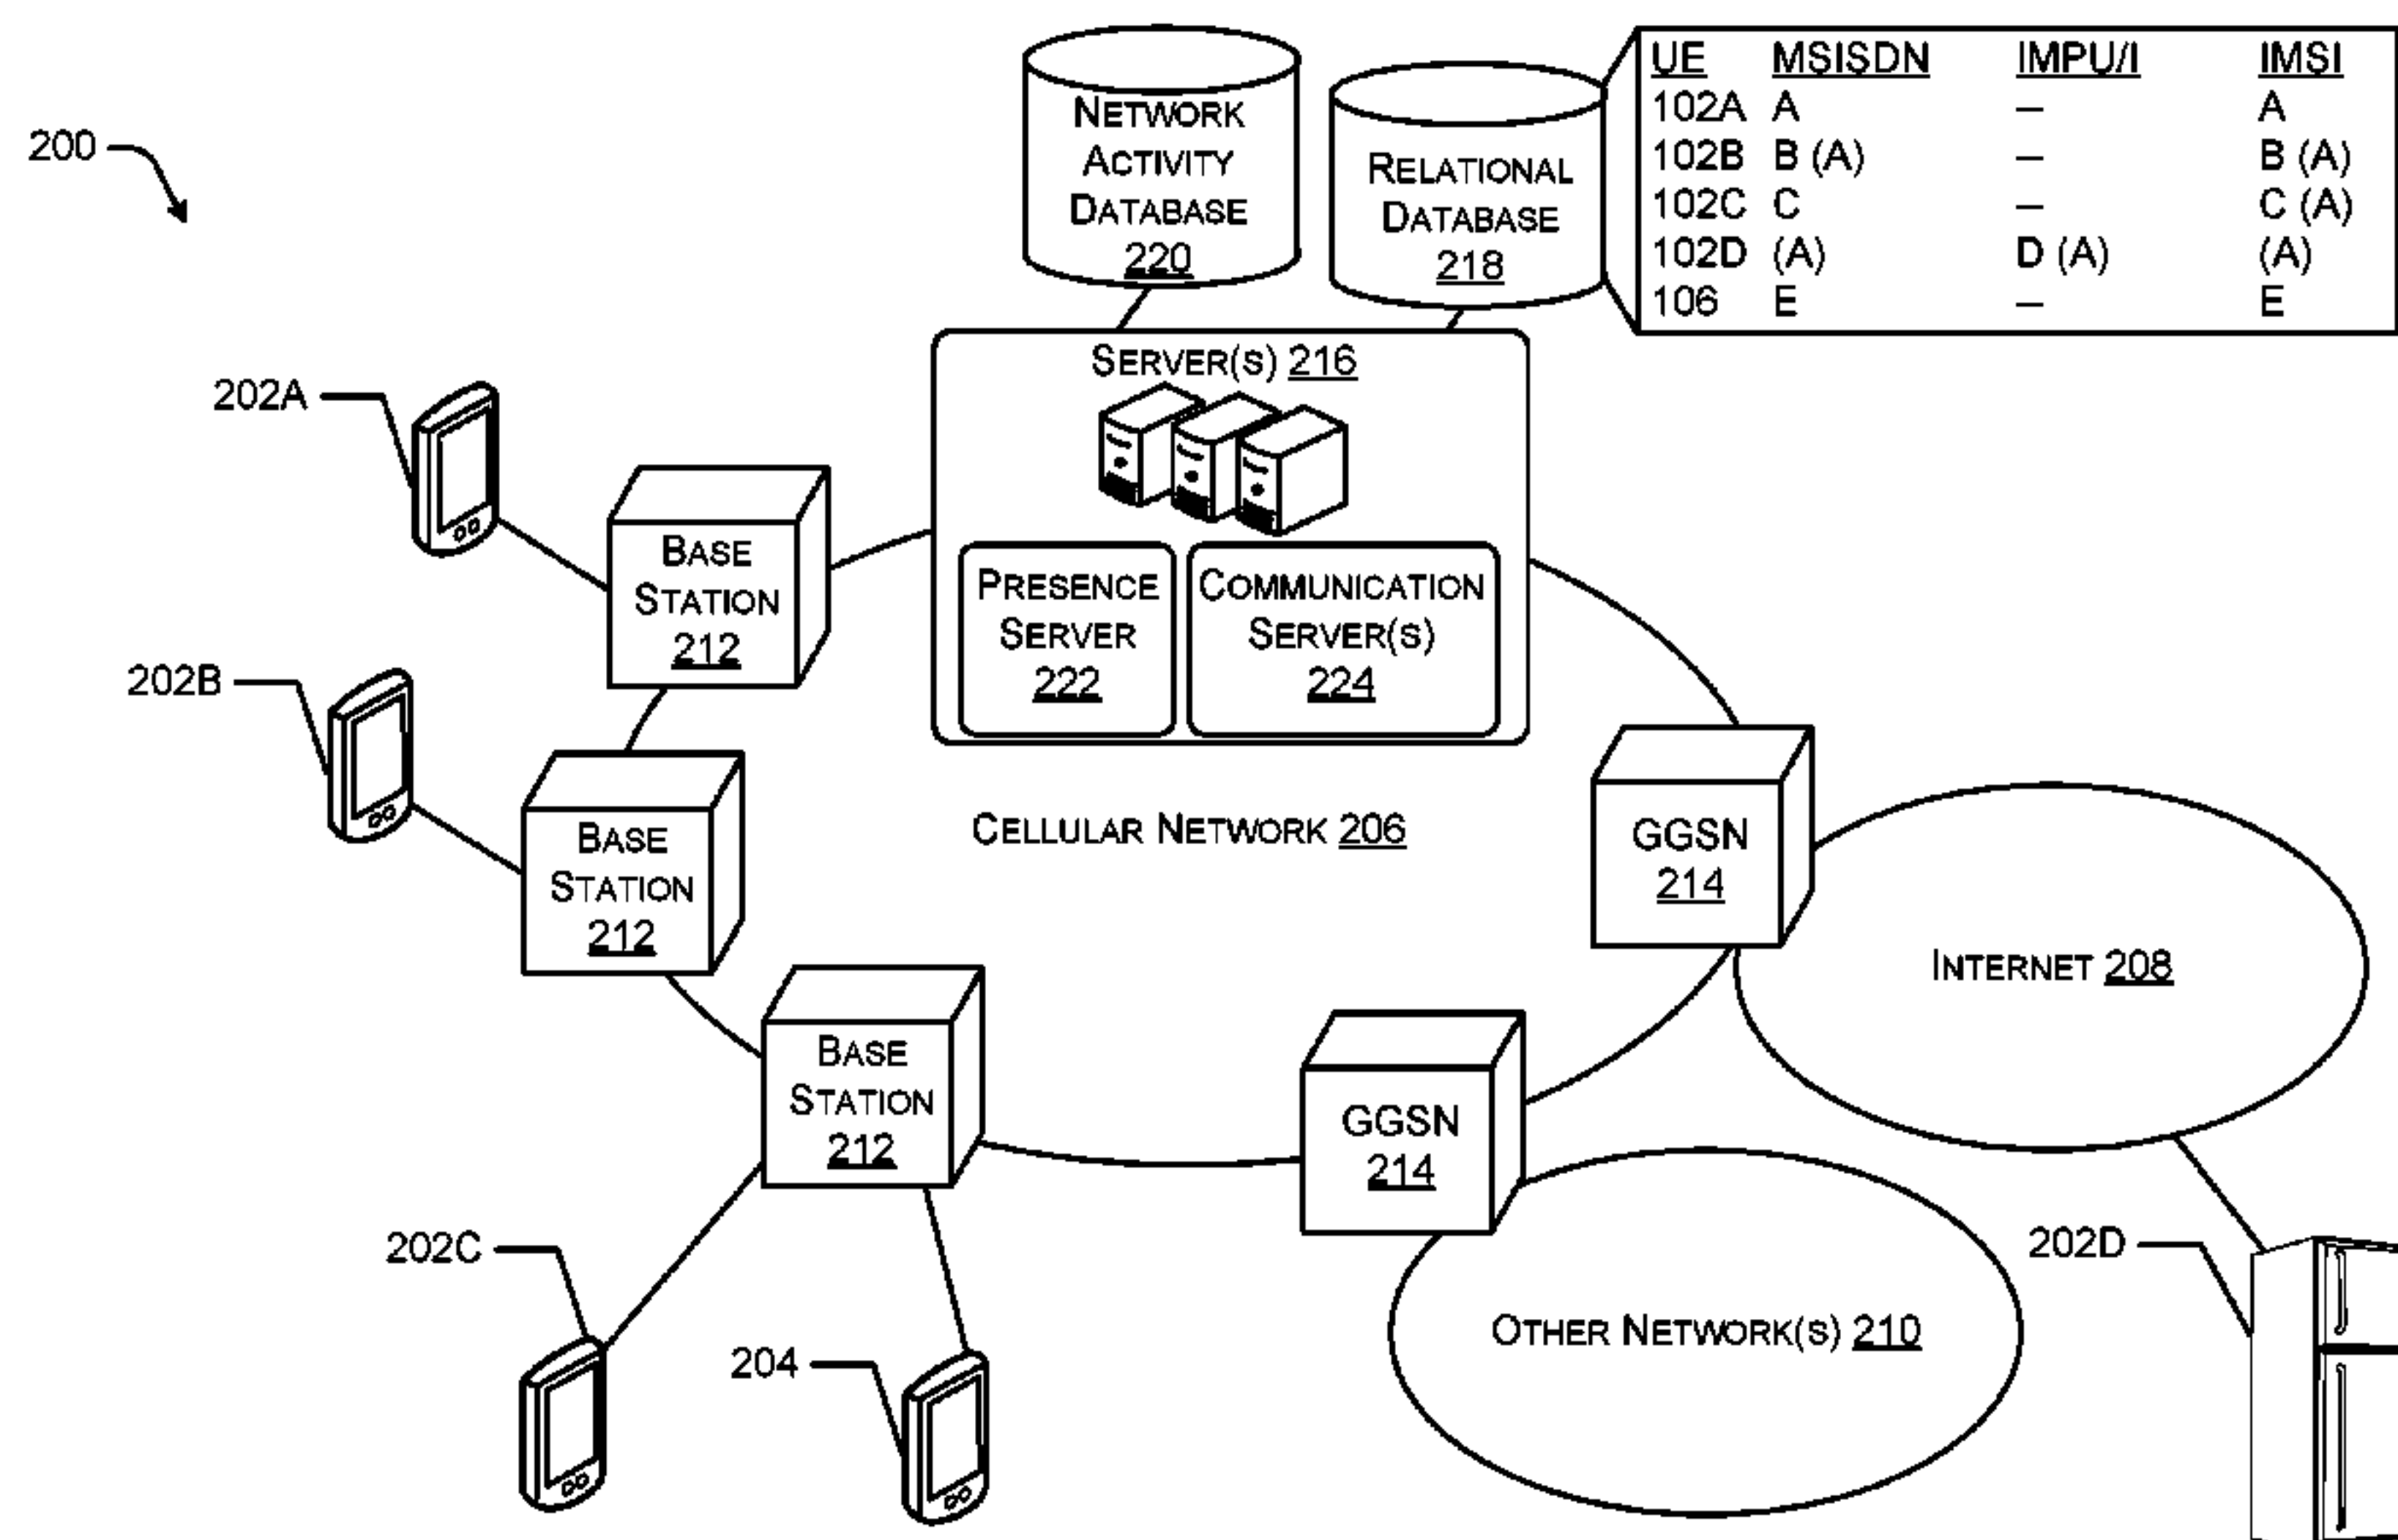 200
NETWORK
ACTIVITY
DATABASE
220
RELATIONAL
DATABASE
218
UE MSISDN IMPU/I IMSI
102A A – A
102B B (A) – B (A)
102C C – C (A)
102D (A) D (A) (A)
106 E – E
SERVER(S) 216
PRESENCE
SERVER
222
COMMUNICATION
SERVER(S)
224
202A
BASE
STATION
212
202B
BASE
STATION
212
CELLULAR NETWORK 206
GGSN
214
INTERNET 208
BASE
STATION
212
GGSN
214
202C
204
OTHER NETWORK(S) 210
202D